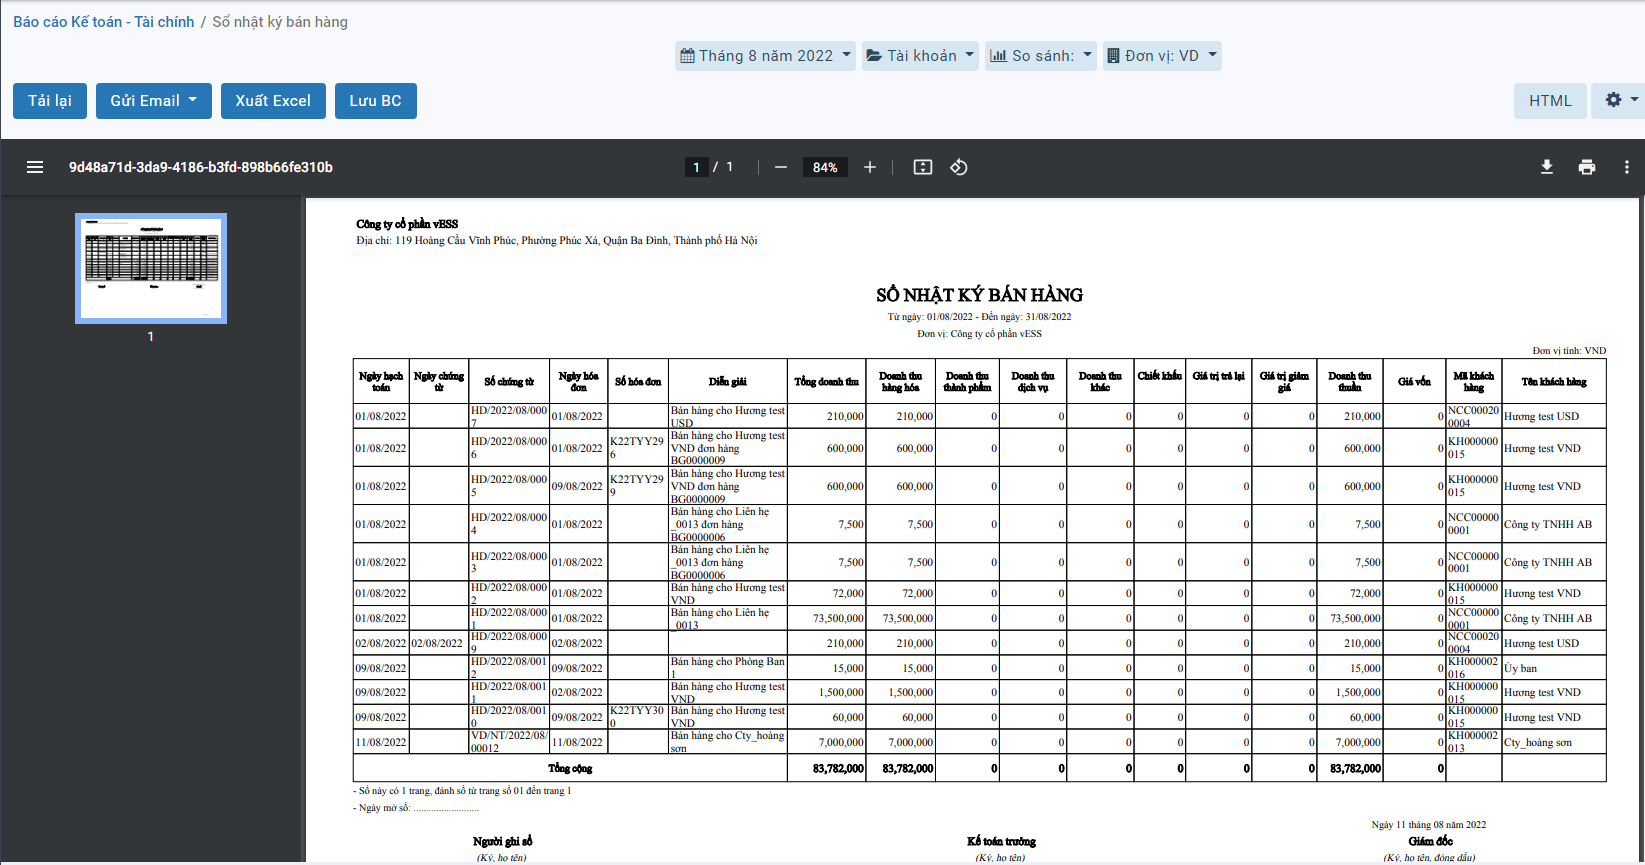 Báo cáo Kế toán - Tài chính / Sổ nhật ký bán hàng
Tháng 8 năm 2022 Tài khoản So sánh: Đơn vị: VD
Tải lại Gửi Email Xuất Excel Lưu BC HTML
9d48a71d-3da9-4186-b3fd-898b66fe310b 1 / 1 84%
1
Công ty cổ phần vESS
Địa chỉ: 119 Hoàng Cầu Vĩnh Phúc, Phường Phúc Xá, Quận Ba Đình, Thành phố Hà Nội
SỔ NHẬT KÝ BÁN HÀNG
Từ ngày: 01/08/2022 - Đến ngày: 31/08/2022
Đơn vị: Công ty cổ phần vESS
Đơn vị tính: VND
Ngày hạch toán Ngày chứng từ Số chứng từ Ngày hóa đơn Số hóa đơn Diễn giải Tổng doanh thu Doanh thu hàng hóa Doanh thu thành phẩm Doanh thu dịch vụ Doanh thu khác Chiết khấu Giá trị trả lại Giá trị giảm giá Doanh thu thuần Giá vốn Mã khách hàng Tên khách hàng
01/08/2022 HD/2022/08/0007 01/08/2022 Bán hàng cho Hương test USD 210,000 210,000 0 0 0 0 0 0 210,000 0 NCC000200004 Hương test USD
01/08/2022 HD/2022/08/0006 01/08/2022 K22TYY296 Bán hàng cho Hương test VND đơn hàng BG0000009 600,000 600,000 0 0 0 0 0 0 600,000 0 KH000000015 Hương test VND
01/08/2022 HD/2022/08/0005 09/08/2022 K22TYY299 Bán hàng cho Hương test VND đơn hàng BG0000009 600,000 600,000 0 0 0 0 0 0 600,000 0 KH000000015 Hương test VND
01/08/2022 HD/2022/08/0004 01/08/2022 Bán hàng cho Liên hệ _0013 đơn hàng BG0000006 7,500 7,500 0 0 0 0 0 0 7,500 0 NCC000000001 Công ty TNHH AB
01/08/2022 HD/2022/08/0003 01/08/2022 Bán hàng cho Liên hệ _0013 đơn hàng BG0000006 7,500 7,500 0 0 0 0 0 0 7,500 0 NCC000000001 Công ty TNHH AB
01/08/2022 HD/2022/08/0002 01/08/2022 Bán hàng cho Hương test VND 72,000 72,000 0 0 0 0 0 0 72,000 0 KH000000015 Hương test VND
01/08/2022 HD/2022/08/0001 01/08/2022 Bán hàng cho Liên hệ _0013 73,500,000 73,500,000 0 0 0 0 0 0 73,500,000 0 NCC000000001 Công ty TNHH AB
02/08/2022 02/08/2022 HD/2022/08/0009 02/08/2022 210,000 210,000 0 0 0 0 0 0 210,000 0 NCC000200004 Hương test USD
09/08/2022 HD/2022/08/0012 09/08/2022 Bán hàng cho Phòng Ban 1 15,000 15,000 0 0 0 0 0 0 15,000 0 KH000002016 Ủy ban
09/08/2022 HD/2022/08/0011 02/08/2022 Bán hàng cho Hương test VND 1,500,000 1,500,000 0 0 0 0 0 0 1,500,000 0 KH000000015 Hương test VND
09/08/2022 HD/2022/08/0010 09/08/2022 K22TYY300 Bán hàng cho Hương test VND 60,000 60,000 0 0 0 0 0 0 60,000 0 KH000000015 Hương test VND
11/08/2022 VD/NT/2022/08/00012 11/08/2022 Bán hàng cho Cty_hoàng sơn 7,000,000 7,000,000 0 0 0 0 0 0 7,000,000 0 KH000002013 Cty_hoàng sơn
Tổng cộng 83,782,000 83,782,000 0 0 0 0 0 0 83,782,000 0
- Sổ này có 1 trang, đánh số từ trang số 01 đến trang 1
- Ngày mở sổ: ..........................
Ngày 11 tháng 08 năm 2022
Người ghi sổ Kế toán trưởng Giám đốc
(Ký, họ tên) (Ký, họ tên) (Ký, họ tên, đóng dấu)